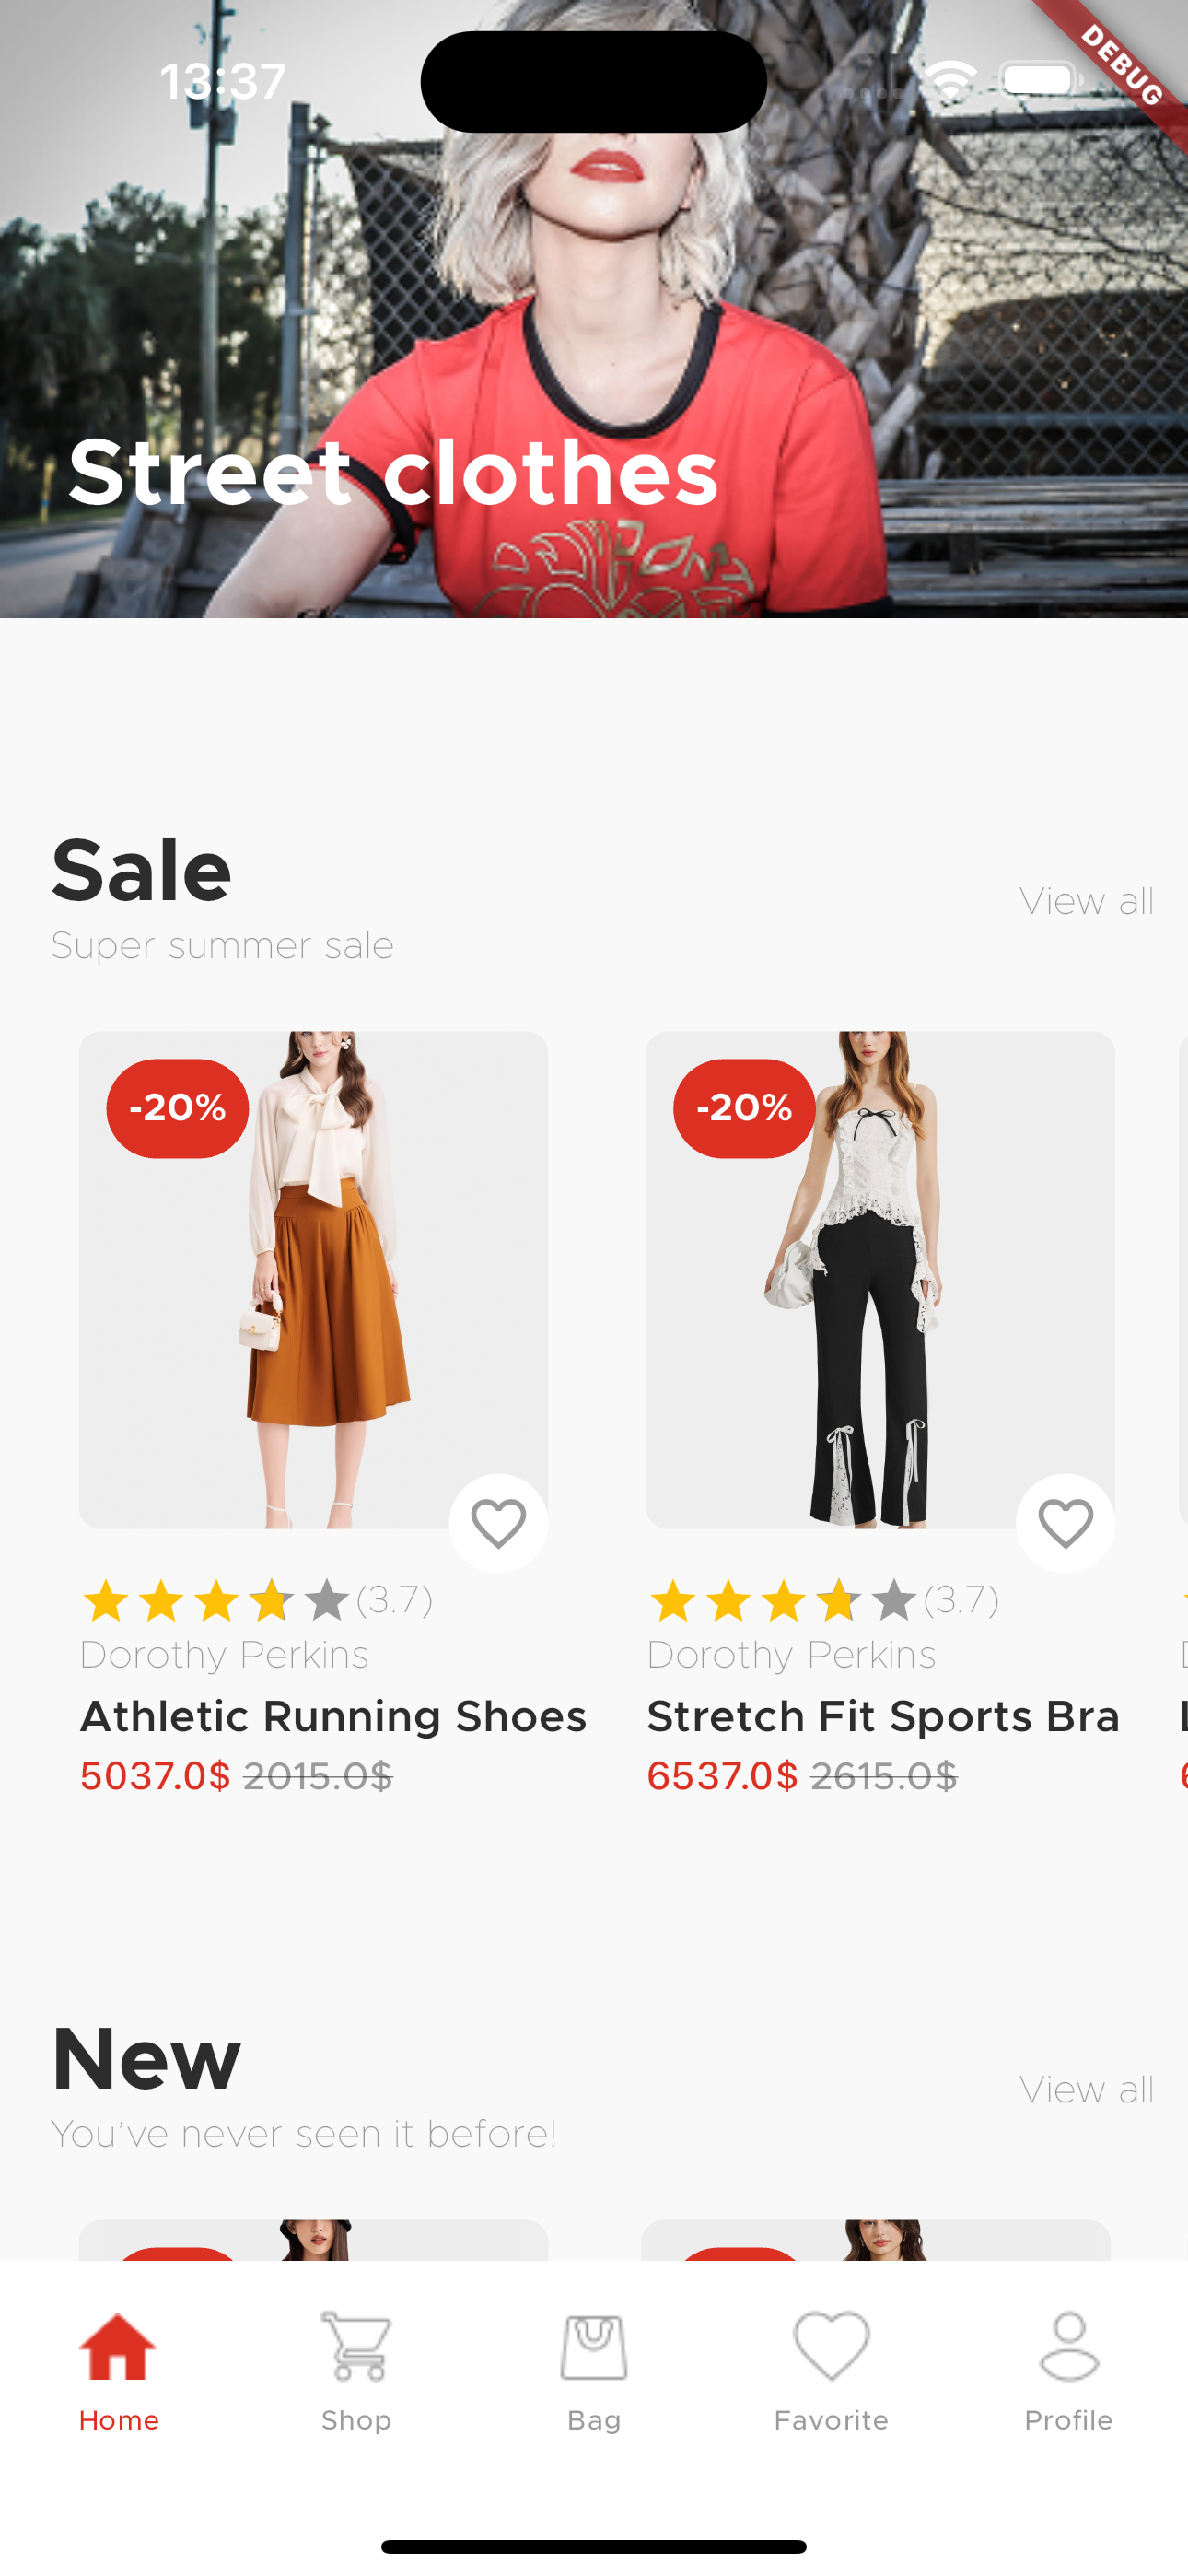 13:37
DEBUG
Street clothes
Sale
View all
Super summer sale
-20%
-20%
(3.7)
(3.7)
Dorothy Perkins
Dorothy Perkins
Athletic Running Shoes
Stretch Fit Sports Bra
5037.0$ 2015.0$
6537.0$ 2615.0$
New
View all
You've never seen it before!
Home
Shop
Bag
Favorite
Profile